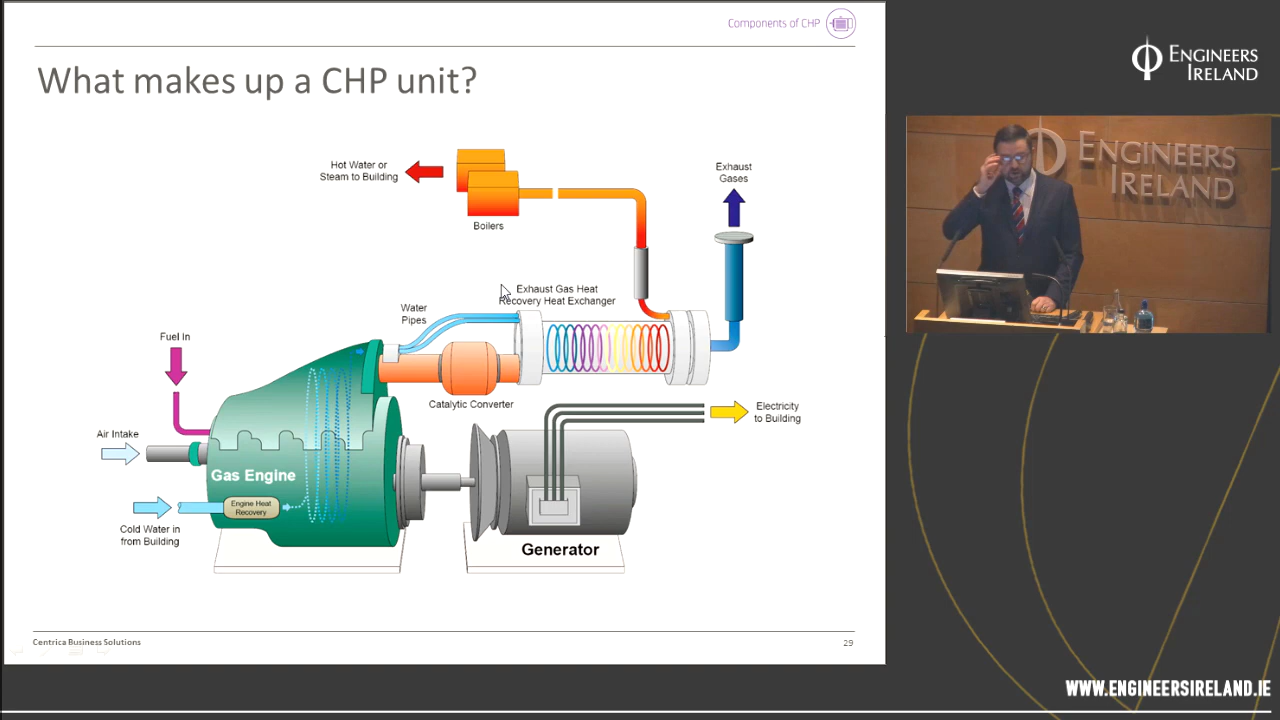 Components of CHP
What makes up a CHP unit?
Hot Water or
Steam to Building
Boilers
Exhaust
Gases
Exhaust Gas Heat
Recovery Heat Exchanger
Water
Pipes
Fuel In
Catalytic Converter
Electricity
to Building
Air Intake
Gas Engine
Engine Heat
Recovery
Cold Water in
from Building
Generator
Centrica Business Solutions
29
ENGINEERS
IRELAND
ENGINEERS
IRELAND
WWW.ENGINEERSIRELAND.IE